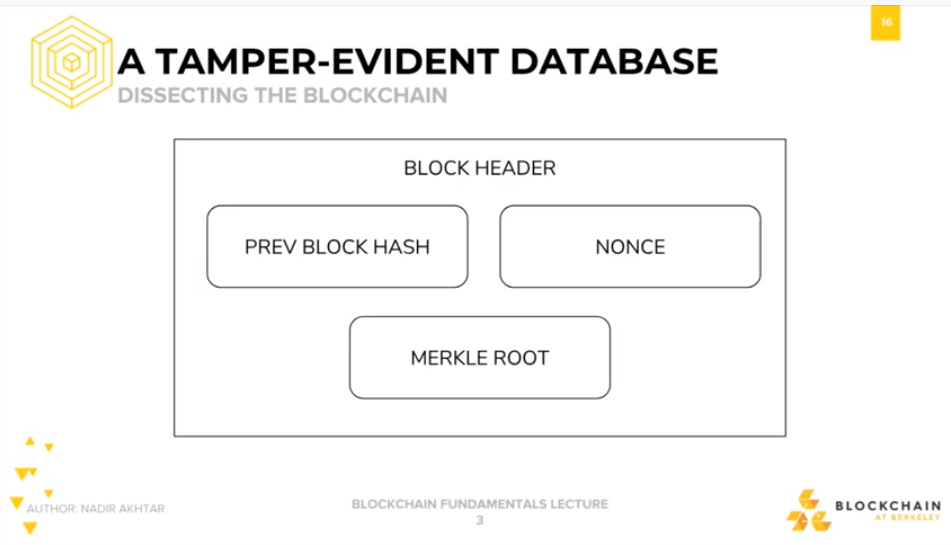 16
A TAMPER-EVIDENT DATABASE
DISSECTING THE BLOCKCHAIN
BLOCK HEADER
PREV BLOCK HASH
NONCE
MERKLE ROOT
AUTHOR: NADIR AKHTAR
BLOCKCHAIN FUNDAMENTALS LECTURE
3
BLOCKCHAIN
AT BERKELEY